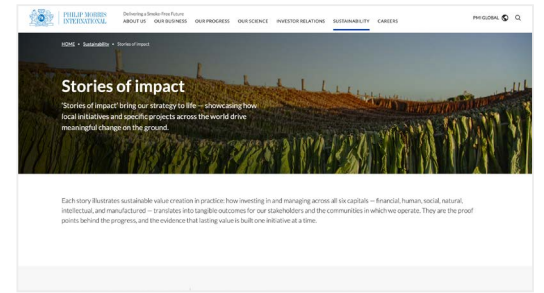 PHILIP MORRIS
INTERNATIONAL
Delivering a Smoke-Free Future
ABOUT US OUR BUSINESS OUR PROGRESS OUR SCIENCE INVESTOR RELATIONS SUSTAINABILITY CAREERS
PMI GLOBAL
HOME • Sustainability • Stories of impact
Stories of impact
'Stories of impact' bring our strategy to life — showcasing how
local initiatives and specific projects across the world drive
meaningful change on the ground.
Each story illustrates sustainable value creation in practice: how investing in and managing across all six capitals — financial, human, social, natural,
intellectual, and manufactured — translates into tangible outcomes for our stakeholders and the communities in which we operate. They are the proof
points behind the progress, and the evidence that lasting value is built one initiative at a time.